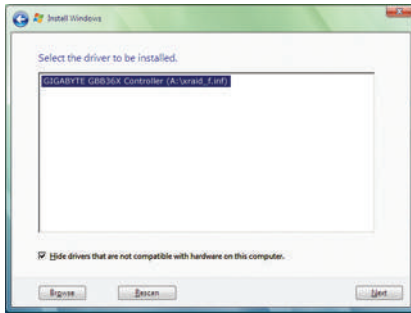 Install Windows
Select the driver to be installed.
GIGABYTE GBB36X Controller (A:\xraid_f.inf)
Hide drivers that are not compatible with hardware on this computer.
Browse
Rescan
Next